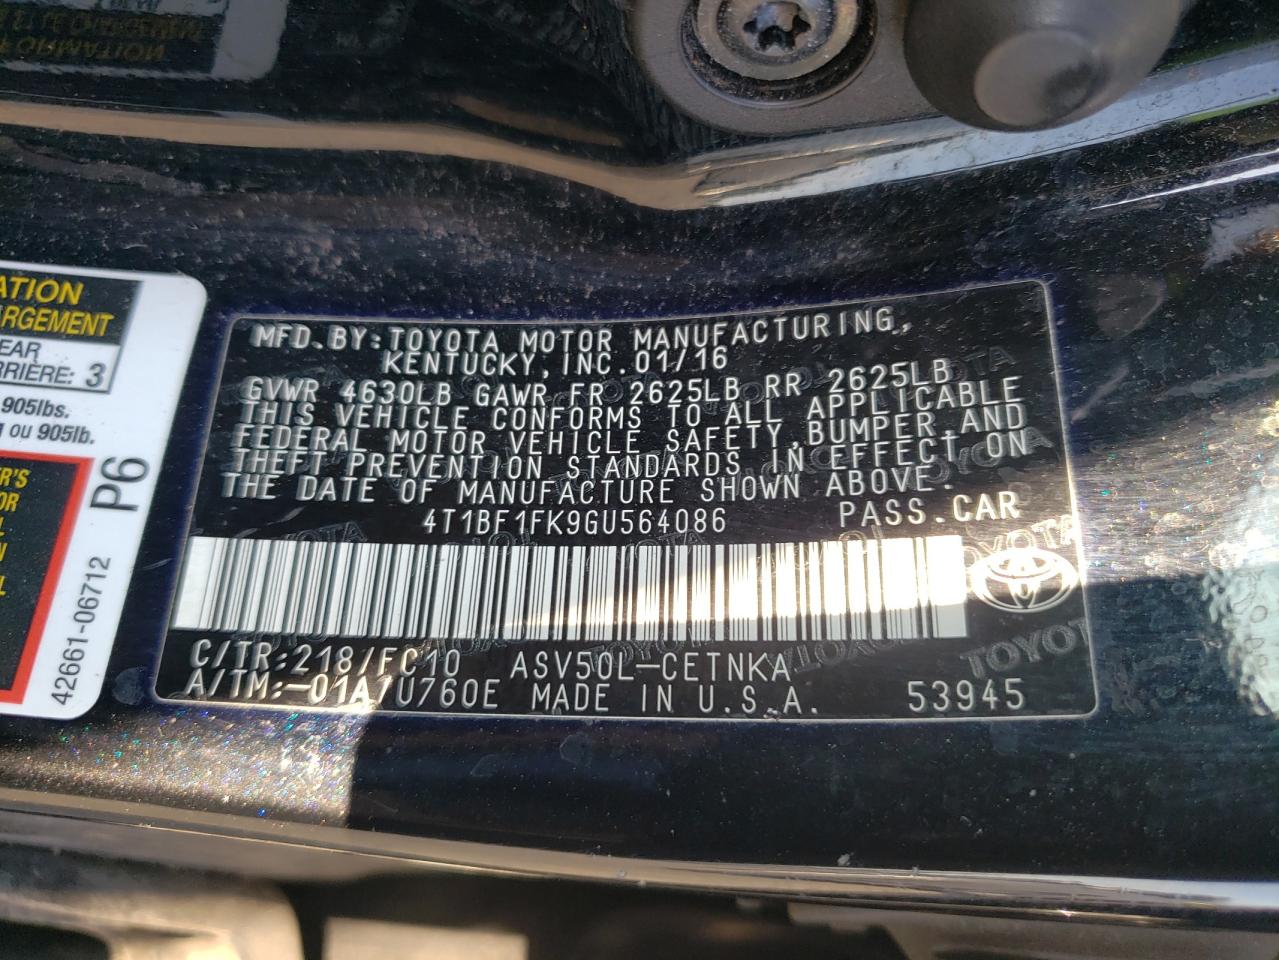 ATION
ARGEMENT
EAR
RRIÈRE: 3
905lbs.
OU 905lb.
P6
42661-06712
ER'S
MFD.BY:TOYOTA MOTOR MANUFACTURING,
KENTUCKY,INC.01/16
GVWR 4630LB GAWR FR 2625LB RR 2625LB
THIS VEHICLE CONFORMS TO ALL APPLICABLE
FEDERAL MOTOR VEHICLE SAFETY,BUMPER,AND
THEFT PREVENTION STANDARDS IN EFFECT ON
THE DATE OF MANUFACTURE SHOWN ABOVE.
4T1BF1FK9GU564086 PASS.CAR
C/TR:218/FC10 ASV50L-CETNKA
A/TM:-01A/U760E MADE IN U.S.A. 53945
TOYOTA